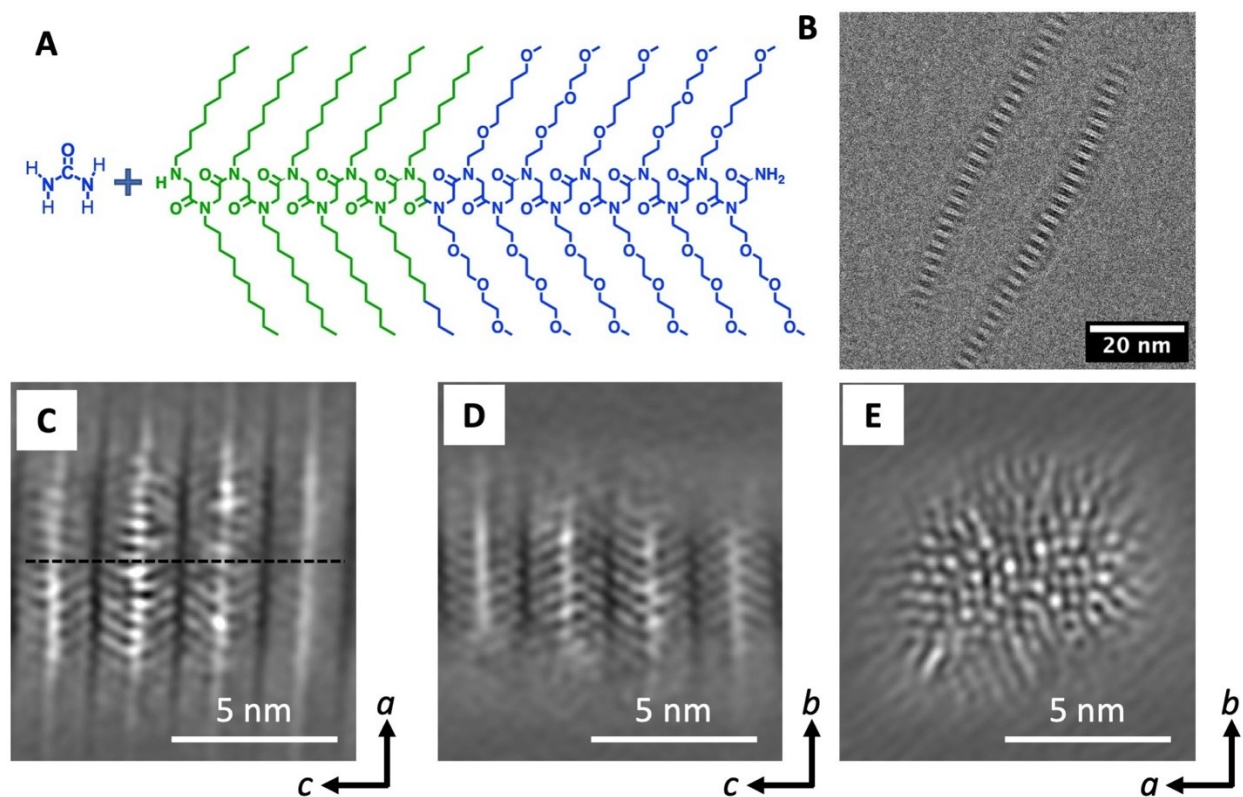 A
B
O O O O O
O O
O O O O O
O
H C H
N N
H H
+
H N O N O N O N O N O N O N O N O N O N O NH2
O N O N O N O N O N O N O N O N O N O N
O O O O O O
O O O O O O
O O O O O O
20 nm
C
5 nm
a
c
D
5 nm
b
c
E
5 nm
b
a